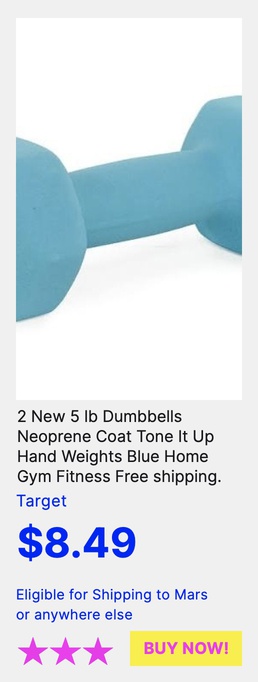 2 New 5 lb Dumbbells
Neoprene Coat Tone It Up
Hand Weights Blue Home
Gym Fitness Free shipping.
Target
$8.49
Eligible for Shipping to Mars
or anywhere else
BUY NOW!